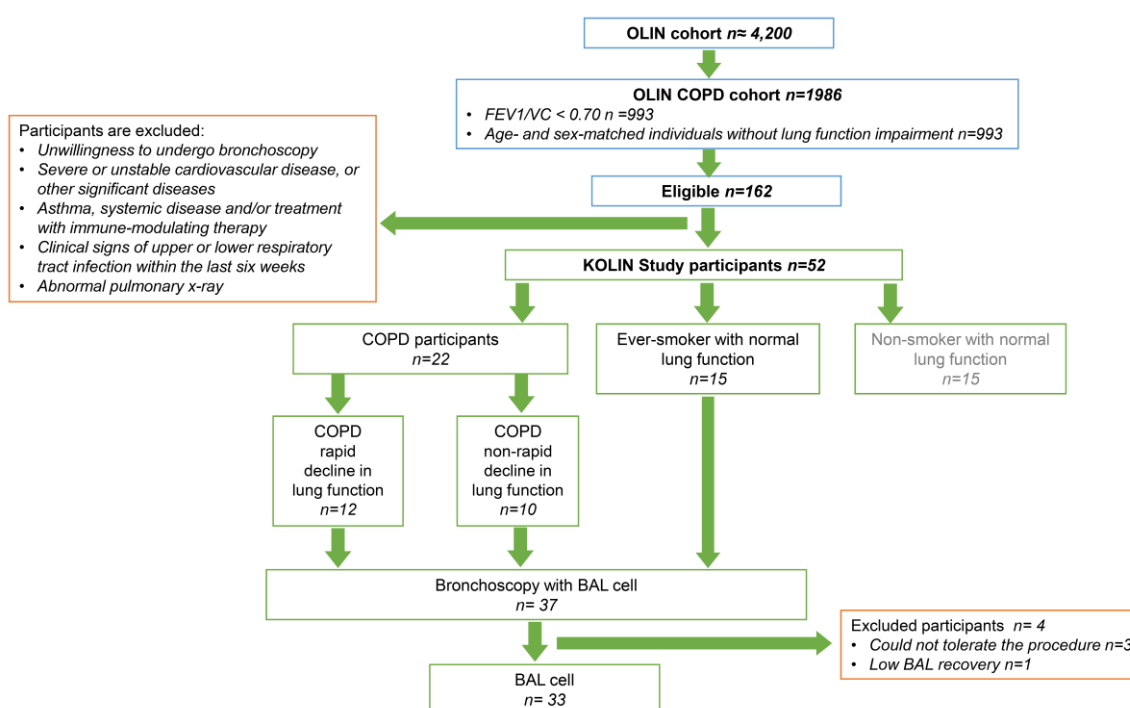 OLIN cohort n≈ 4,200
OLIN COPD cohort n=1986
• FEV1/VC < 0.70 n =993
• Age- and sex-matched individuals without lung function impairment n=993
Participants are excluded:
• Unwillingness to undergo bronchoscopy
• Severe or unstable cardiovascular disease, or
other significant diseases
• Asthma, systemic disease and/or treatment
with immune-modulating therapy
• Clinical signs of upper or lower respiratory
tract infection within the last six weeks
• Abnormal pulmonary x-ray
Eligible n=162
KOLIN Study participants n=52
COPD participants
n=22
Ever-smoker with normal
lung function
n=15
Non-smoker with normal
lung function
n=15
COPD
rapid
decline in
lung function
n=12
COPD
non-rapid
decline in
lung function
n=10
Bronchoscopy with BAL cell
n= 37
Excluded participants n= 4
• Could not tolerate the procedure n=3
• Low BAL recovery n=1
BAL cell
n= 33